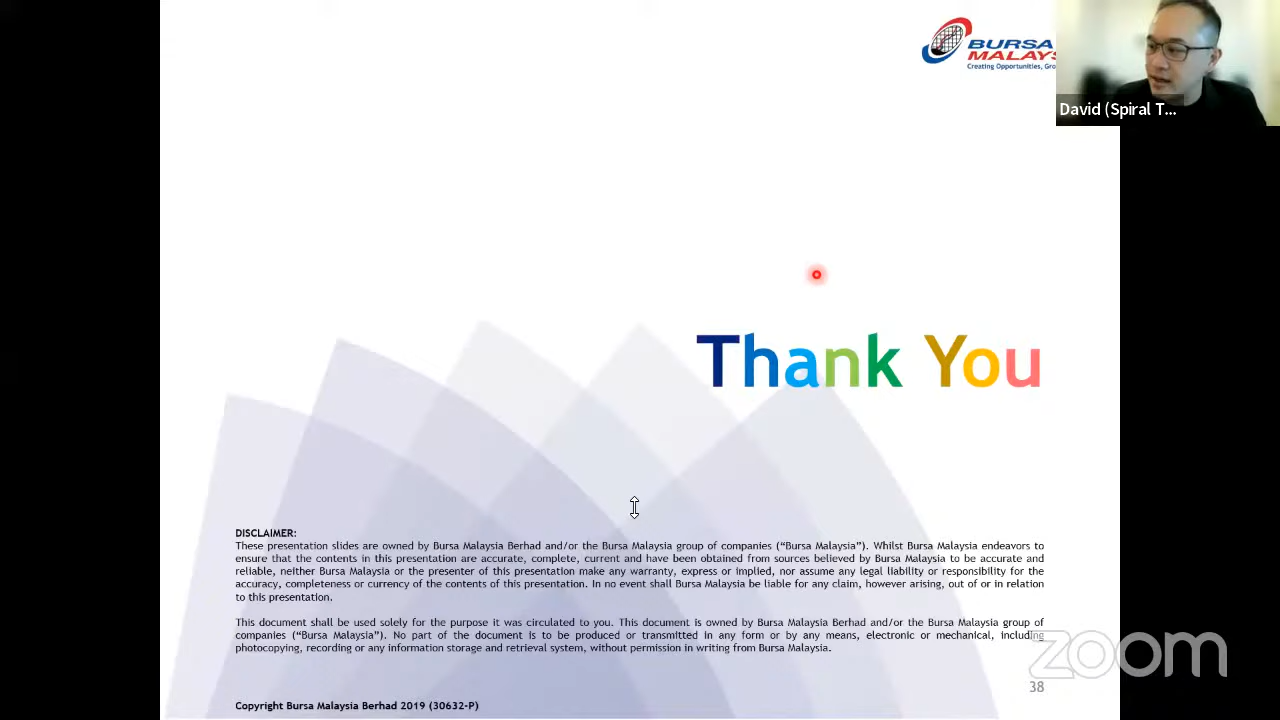 BURSA
MALAYS
Creating Opportunities, Gro
David (Spiral T...
Thank You
DISCLAIMER:
These presentation slides are owned by Bursa Malaysia Berhad and/or the Bursa Malaysia group of companies (“Bursa Malaysia”). Whilst Bursa Malaysia endeavors to
ensure that the contents in this presentation are accurate, complete, current and have been obtained from sources believed by Bursa Malaysia to be accurate and
reliable, neither Bursa Malaysia or the presenter of this presentation make any warranty, express or implied, nor assume any legal liability or responsibility for the
accuracy, completeness or currency of the contents of this presentation. In no event shall Bursa Malaysia be liable for any claim, however arising, out of or in relation
to this presentation.
This document shall be used solely for the purpose it was circulated to you. This document is owned by Bursa Malaysia Berhad and/or the Bursa Malaysia group of
companies (“Bursa Malaysia”). No part of the document is to be produced or transmitted in any form or by any means, electronic or mechanical, including
photocopying, recording or any information storage and retrieval system, without permission in writing from Bursa Malaysia.
zoom
38
Copyright Bursa Malaysia Berhad 2019 (30632-P)